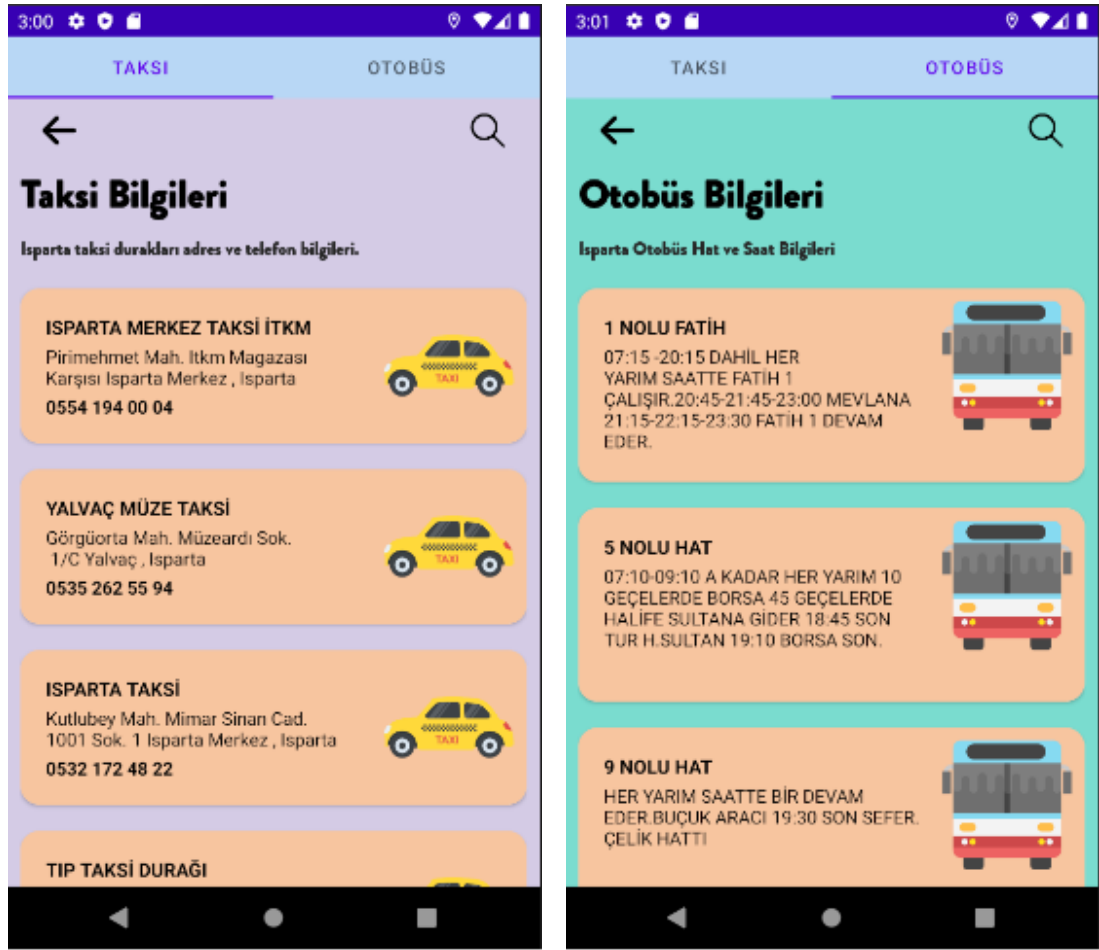 3:00
TAKSI
OTOBÜS
Taksi Bilgileri
Isparta taksi durakları adres ve telefon bilgileri.
ISPARTA MERKEZ TAKSİ İTKM
Pirimehmet Mah. Itkm Magazası
Karşısı Isparta Merkez , Isparta
0554 194 00 04
TAXI
YALVAÇ MÜZE TAKSİ
Görgüorta Mah. Müzeardı Sok.
1/C Yalvaç , Isparta
0535 262 55 94
TAXI
ISPARTA TAKSİ
Kutlubey Mah. Mimar Sinan Cad.
1001 Sok. 1 Isparta Merkez , Isparta
0532 172 48 22
TAXI
TIP TAKSİ DURAĞI
3:01
TAKSI
OTOBÜS
Otobüs Bilgileri
Isparta Otobüs Hat ve Saat Bilgileri
1 NOLU FATİH
07:15 -20:15 DAHİL HER
YARIM SAATTE FATİH 1
ÇALIŞIR.20:45-21:45-23:00 MEVLANA
21:15-22:15-23:30 FATİH 1 DEVAM
EDER.
5 NOLU HAT
07:10-09:10 A KADAR HER YARIM 10
GEÇELERDE BORSA 45 GEÇELERDE
HALİFE SULTANA GİDER 18:45 SON
TUR H.SULTAN 19:10 BORSA SON.
9 NOLU HAT
HER YARIM SAATTE BİR DEVAM
EDER.BUÇUK ARACI 19:30 SON SEFER.
ÇELİK HATTI